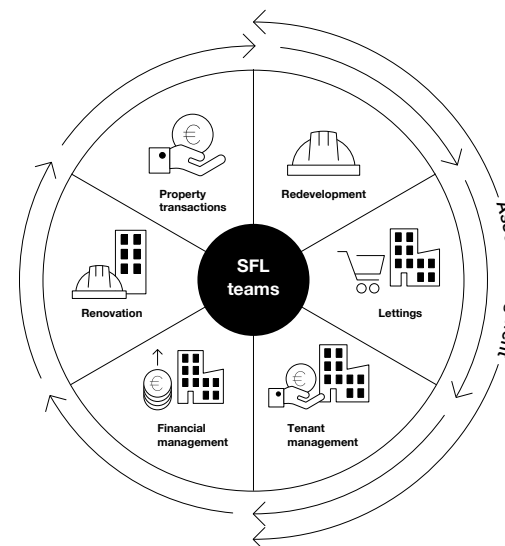 Property
transactions
Redevelopment
SFL
teams
Renovation
Lettings
Financial
management
Tenant
management